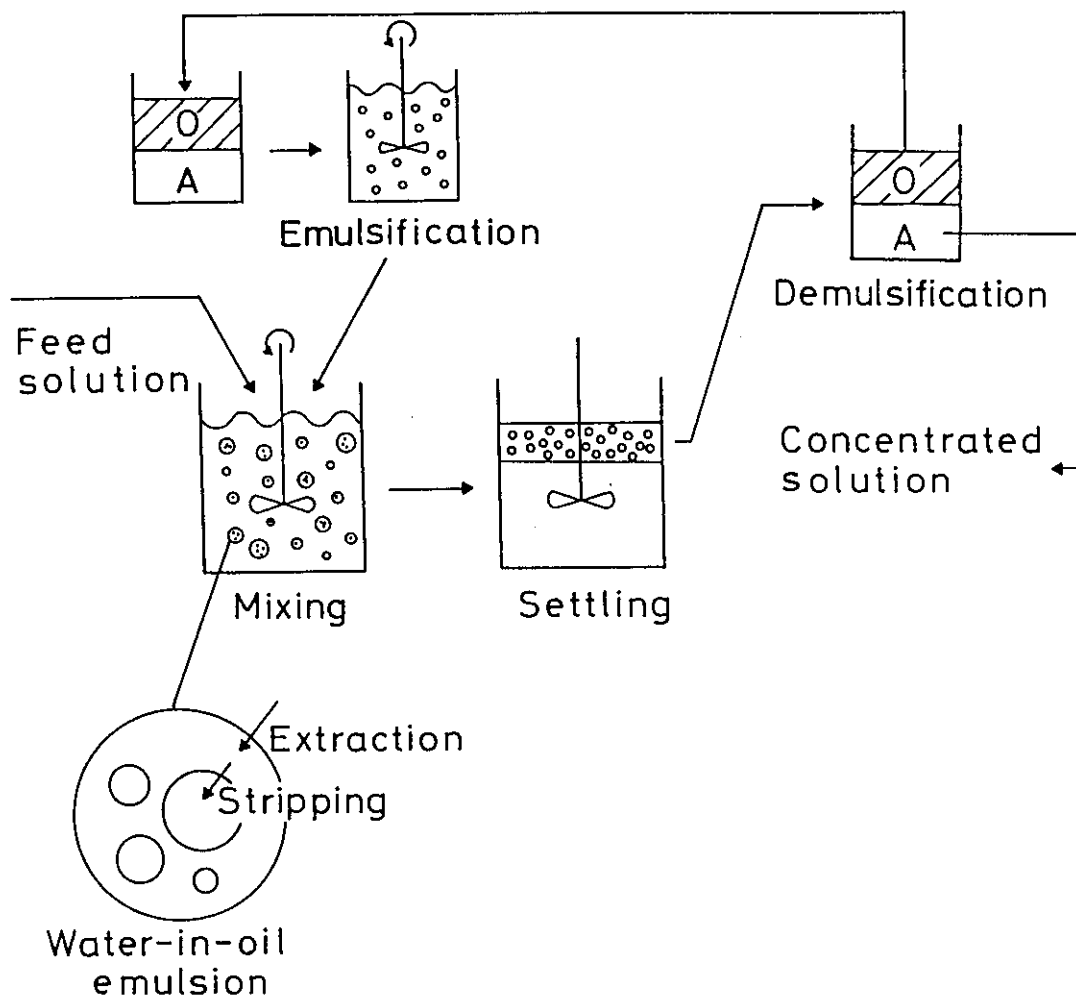 O
A
Emulsification
O
A
Demulsification
Feed
solution
Mixing
Settling
Concentrated
solution
Extraction
Stripping
Water-in-oil
emulsion